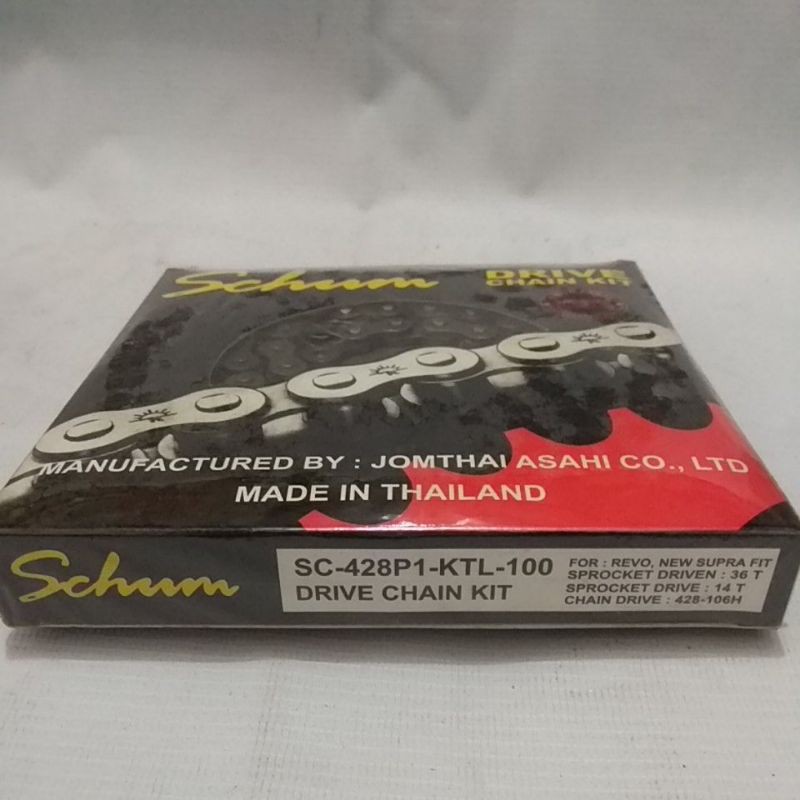 Schum
DRIVE
CHAIN KIT
MANUFACTURED BY : JOMTHAI ASAHI CO., LTD
MADE IN THAILAND
Schum
SC-428P1-KTL-100
DRIVE CHAIN KIT
FOR : REVO, NEW SUPRA FIT
SPROCKET DRIVEN : 36 T
SPROCKET DRIVE : 14 T
CHAIN DRIVE : 428-106H